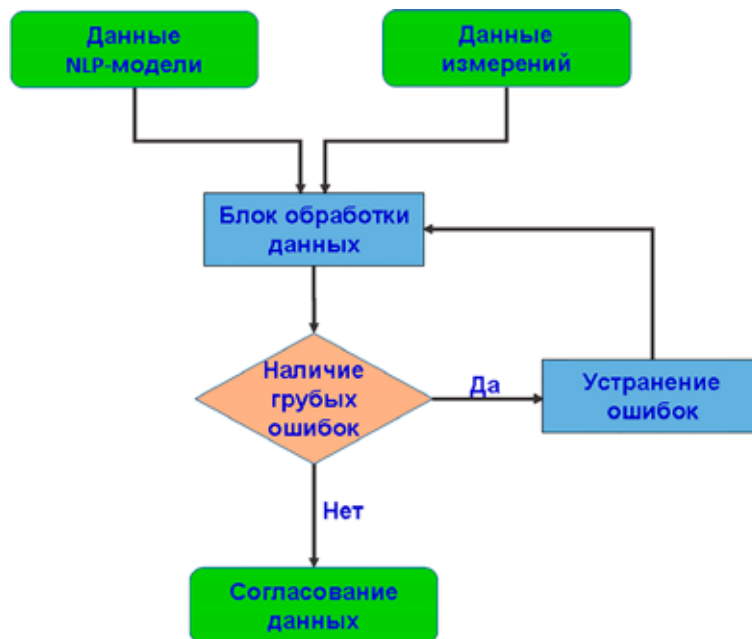 Данные
NLP-модели
Данные
измерений
Блок обработки
данных
Наличие
грубых
ошибок
Да
Устранение
ошибок
Нет
Согласование
данных